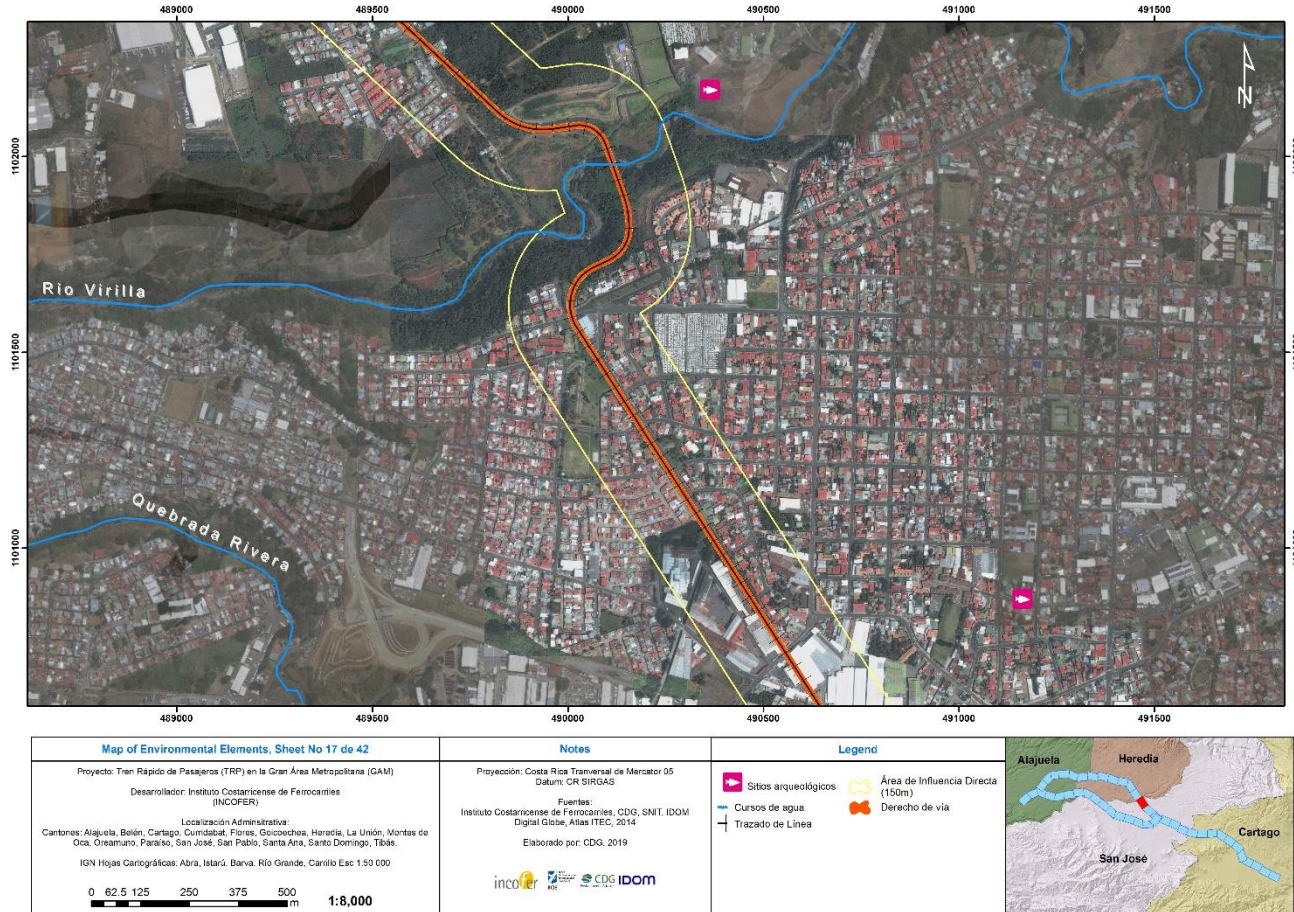 489000 489500 490000 490500 491000 491500
1102000
1101500
1101000
Rio Virilla
Quebrada Rivera
N
489000 489500 490000 490500 491000 491500
Map of Environmental Elements, Sheet No 17 de 42
Proyecto: Tren Rápido de Pasajeros (TRP) en la Gran Área Metropolitana (GAM)
Desarrollador: Instituto Costarricense de Ferrocarriles
(INCOFER)
Localización Adminsitrativa:
Cantones: Alajuela, Belén, Cartago, Curridabat, Flores, Goicoechea, Heredia, La Unión, Montes de
Oca, Oreamuno, Paraíso, San José, San Pablo, Santa Ana, Santo Domingo, Tibás.
IGN Hojas Cartográficas: Abra, Istarú, Barva, Río Grande, Carrillo Esc 1:50 000
0 62.5 125 250 375 500
m
1:8,000
Notes
Proyección: Costa Rica Tranversal de Mercator 05
Datum: CR SIRGAS
Fuentes:
Instituto Costarricense de Ferrocarriles, CDG, SNIT, IDOM
Digital Globe, Atlas ITEC, 2014
Elaborado por: CDG, 2019
incofer
CDG
IDOM
Legend
Sitios arqueológicos
Cursos de agua
Trazado de Línea
Área de Influencia Directa
(150m)
Derecho de vía
Alajuela
Heredia
Cartago
San José